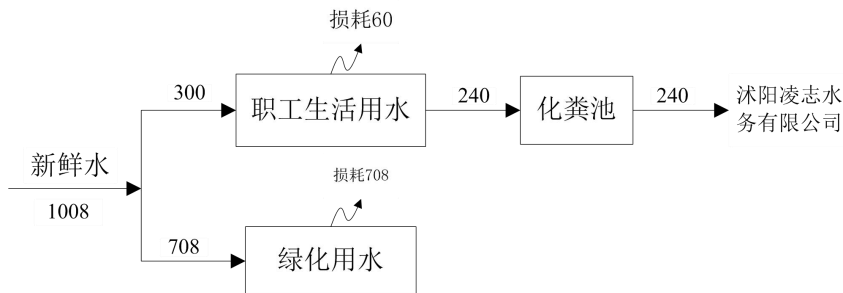 损耗60
300
职工生活用水
240
化粪池
240
沭阳凌志水
务有限公司
新鲜水
1008
损耗708
708
绿化用水